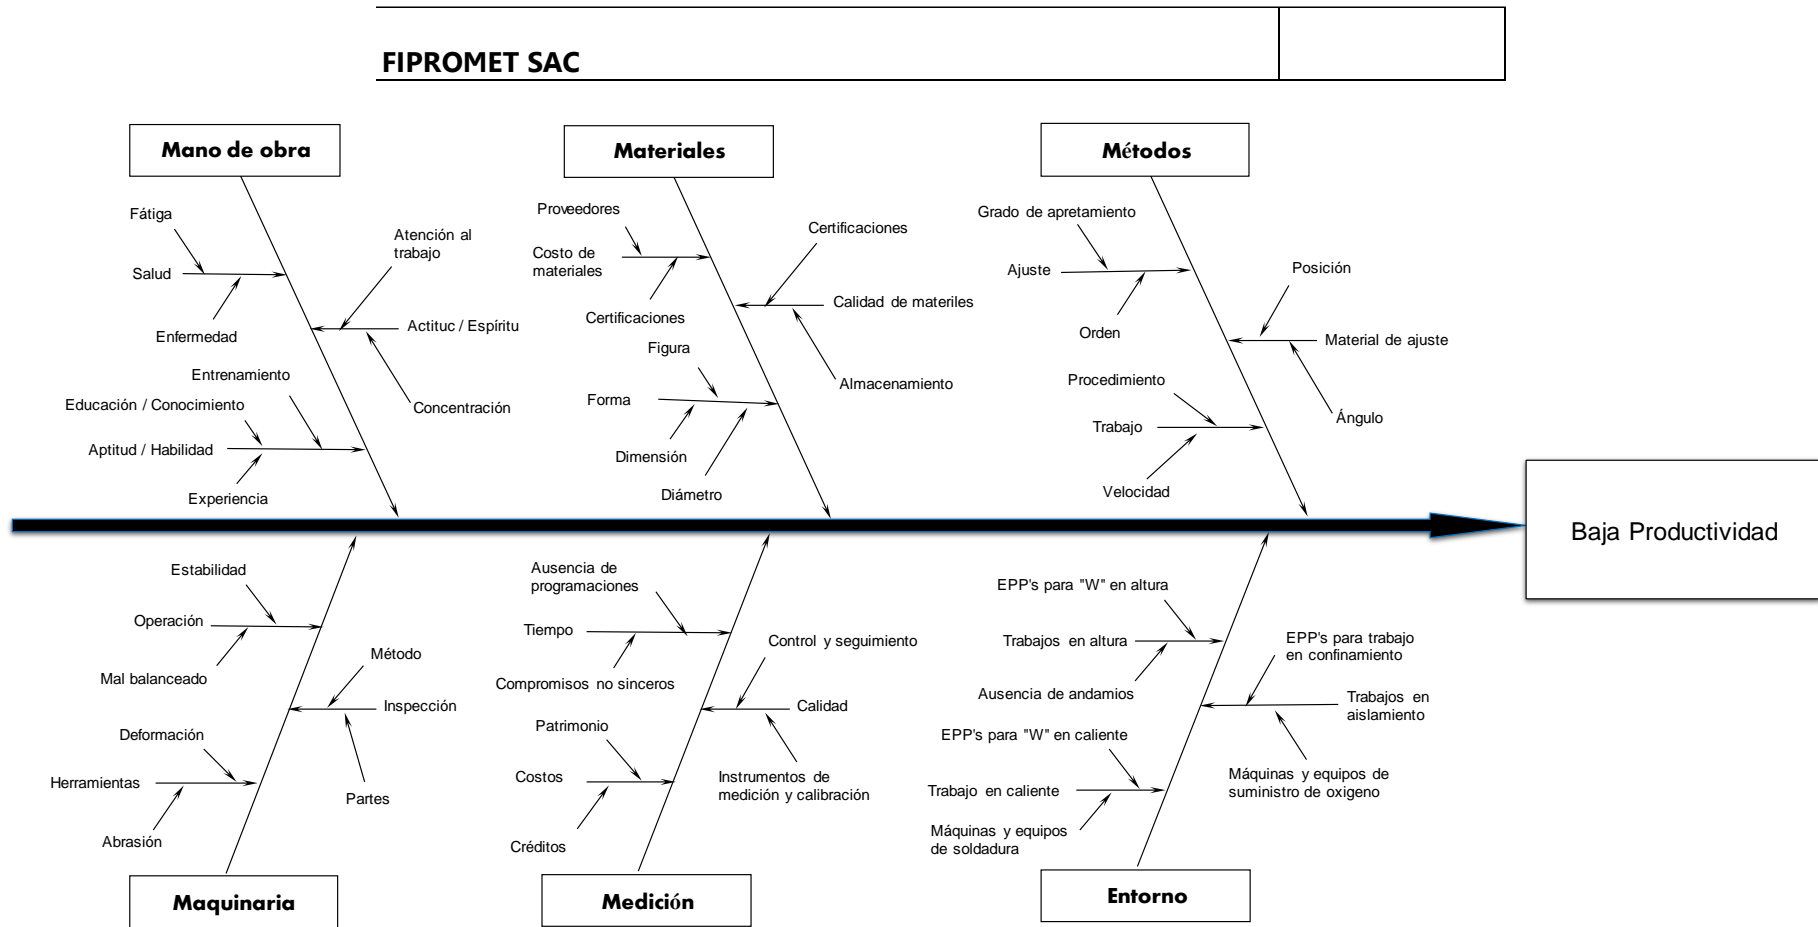 FIPROMET SAC
Mano de obra
Materiales
Métodos
Fátiga
Salud
Enfermedad
Atención al
trabajo
Actituc / Espíritu
Concentración
Entrenamiento
Educación / Conocimiento
Aptitud / Habilidad
Experiencia
Proveedores
Costo de
materiales
Certificaciones
Certificaciones
Calidad de materiles
Almacenamiento
Figura
Forma
Dimensión
Diámetro
Grado de apretamiento
Ajuste
Orden
Posición
Material de ajuste
Ángulo
Procedimiento
Trabajo
Velocidad
Baja Productividad
Estabilidad
Operación
Mal balanceado
Método
Inspección
Partes
Deformación
Herramientas
Abrasión
Ausencia de
programaciones
Tiempo
Compromisos no sinceros
Control y seguimiento
Calidad
Instrumentos de
medición y calibración
Patrimonio
Costos
Créditos
EPP's para "W" en altura
Trabajos en altura
Ausencia de andamios
EPP's para trabajo
en confinamiento
Trabajos en
aislamiento
Máquinas y equipos de
suministro de oxigeno
EPP's para "W" en caliente
Trabajo en caliente
Máquinas y equipos
de soldadura
Maquinaria
Medición
Entorno